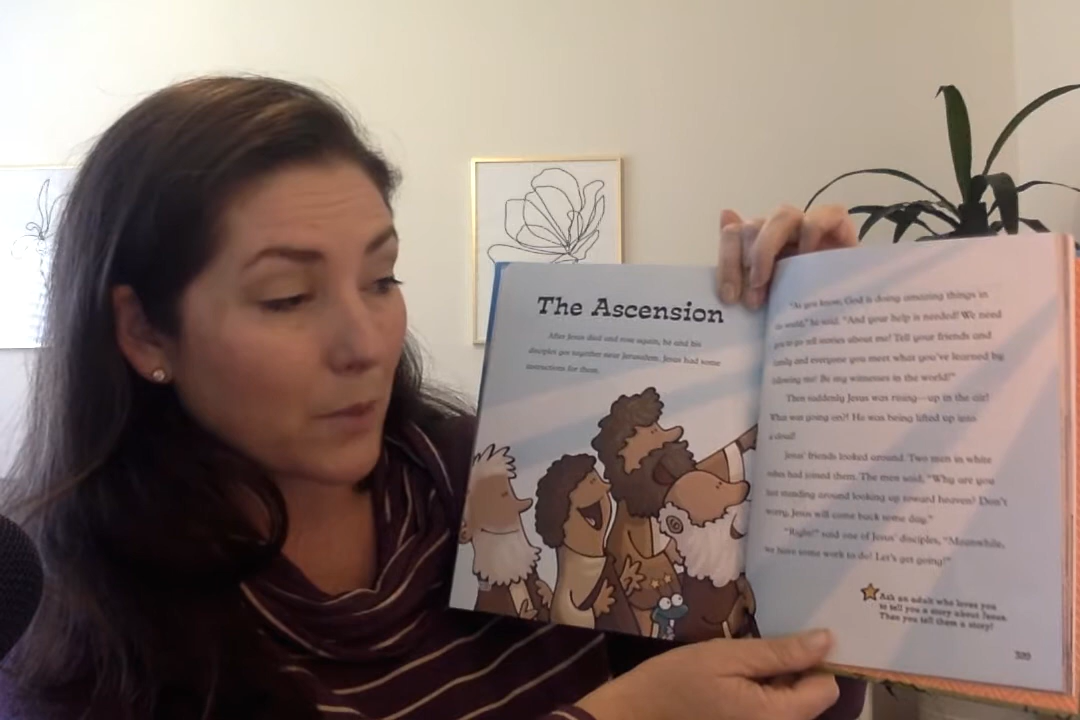 The Ascension
After Jesus died and rose again, he and his
disciples got together near Jerusalem. Jesus had some
instructions for them.
"As you know, God is doing amazing things in
world," he said. "And your help is needed! We need
to go tell stories about me! Tell your friends and
family and everyone you meet what you've learned by
following me! Be my witnesses in the world!"
Then suddenly Jesus was rising—up in the air!
What was going on?! He was being lifted up into
a cloud!
Jesus' friends looked around. Two men in white
robes had joined them. The men said, "Why are you
just standing around looking up toward heaven? Don't
worry, Jesus will come back some day."
"Right!" said one of Jesus' disciples, "Meanwhile,
we have some work to do! Let's get going!"
Ask an adult who loves you
to tell you a story about Jesus.
Then you tell them a story!